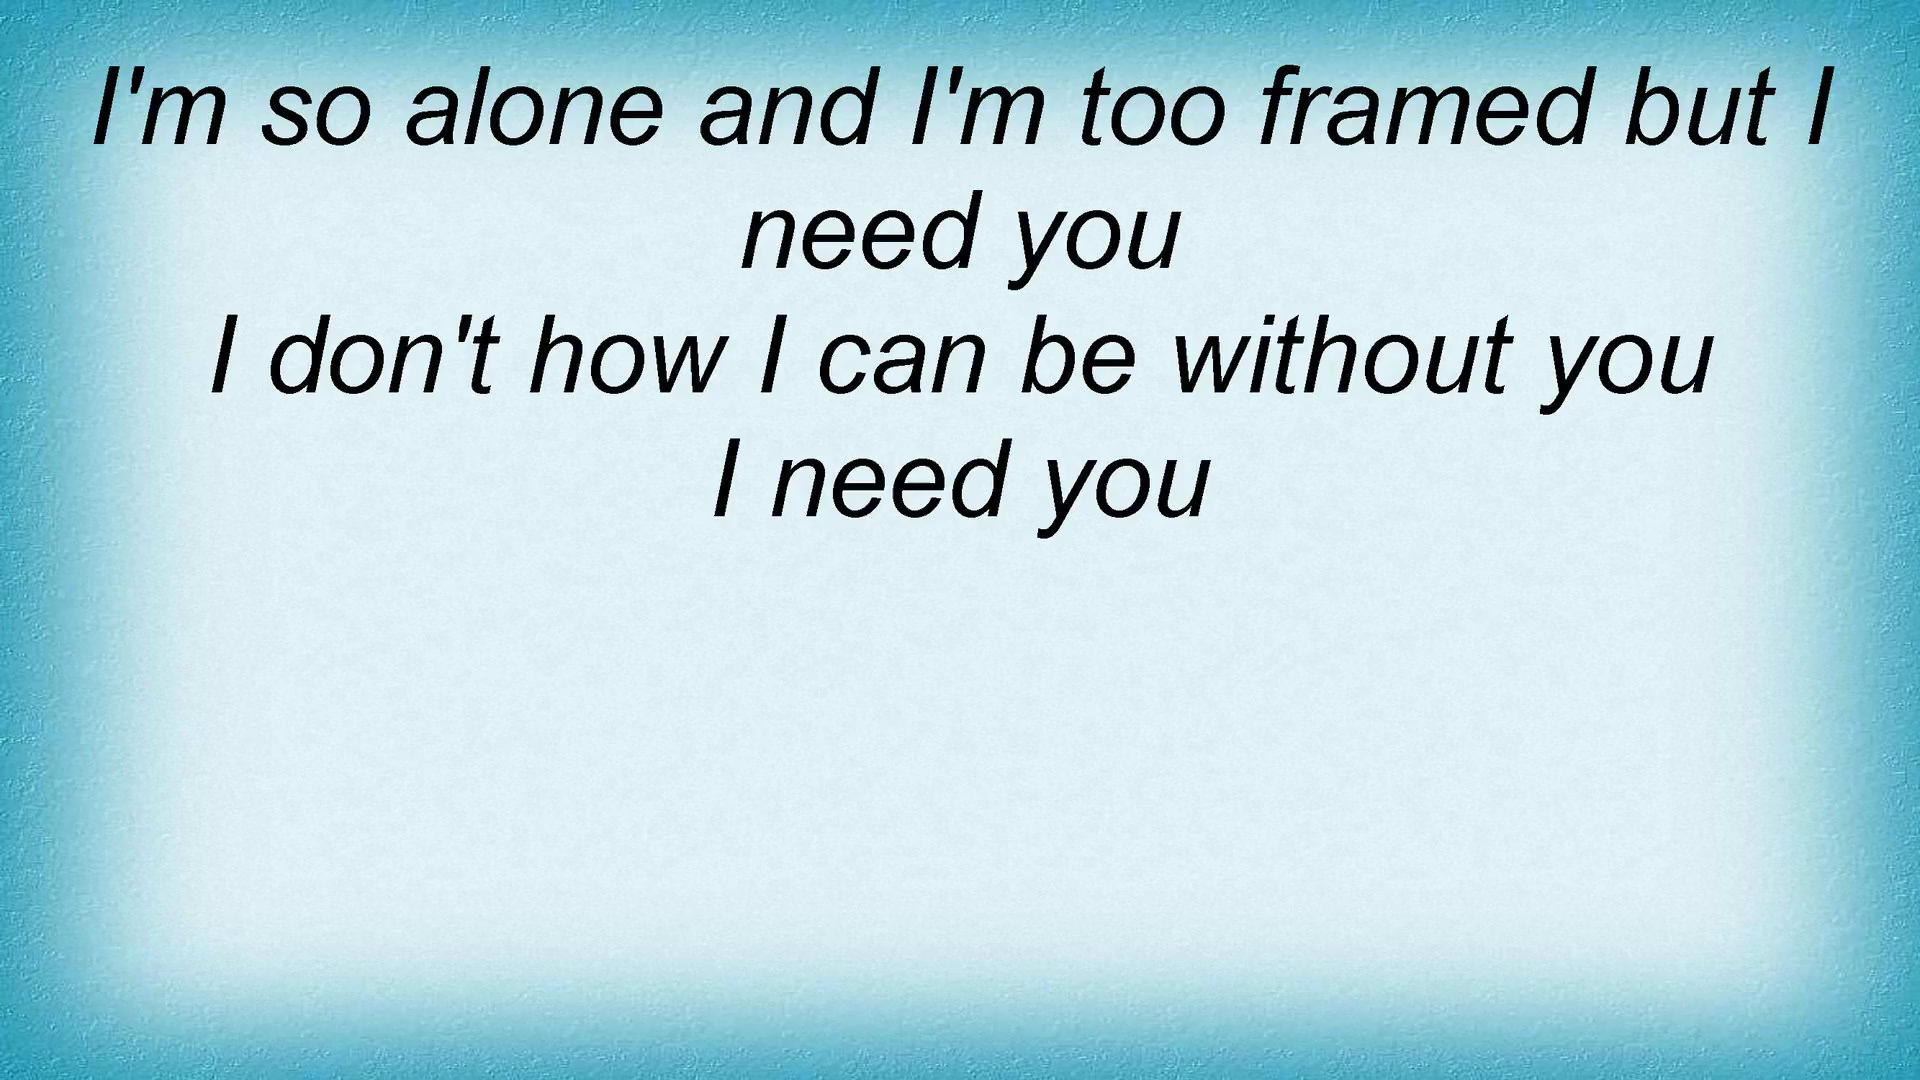 I'm so alone and I'm too framed but I
need you
I don't how I can be without you
I need you